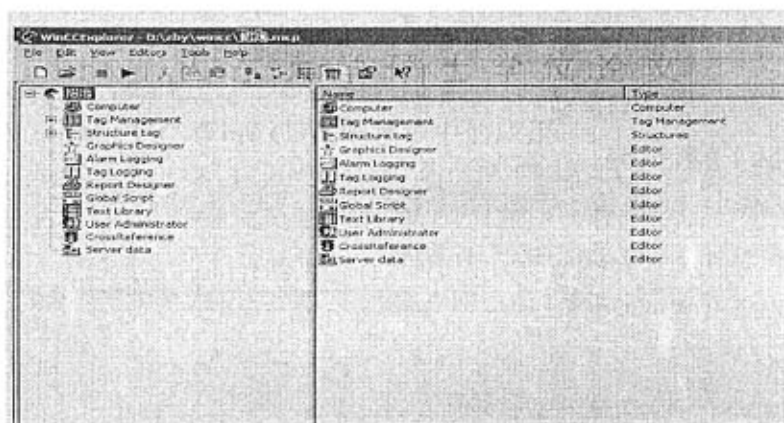 WinCCExplorer - D:\zby\wincc\.mcp
File Edit View Editors Tools Help
Computer
Tag Management
Structure tag
Graphics Designer
Alarm Logging
Tag Logging
Report Designer
Global Script
Text Library
User Administrator
CrossReference
Server data
Name Type
Computer Computer
Tag Management Tag Management
Structure tag Structures
Graphics Designer Editor
Alarm Logging Editor
Tag Logging Editor
Report Designer Editor
Global Script Editor
Text Library Editor
User Administrator Editor
CrossReference Editor
Server data Editor